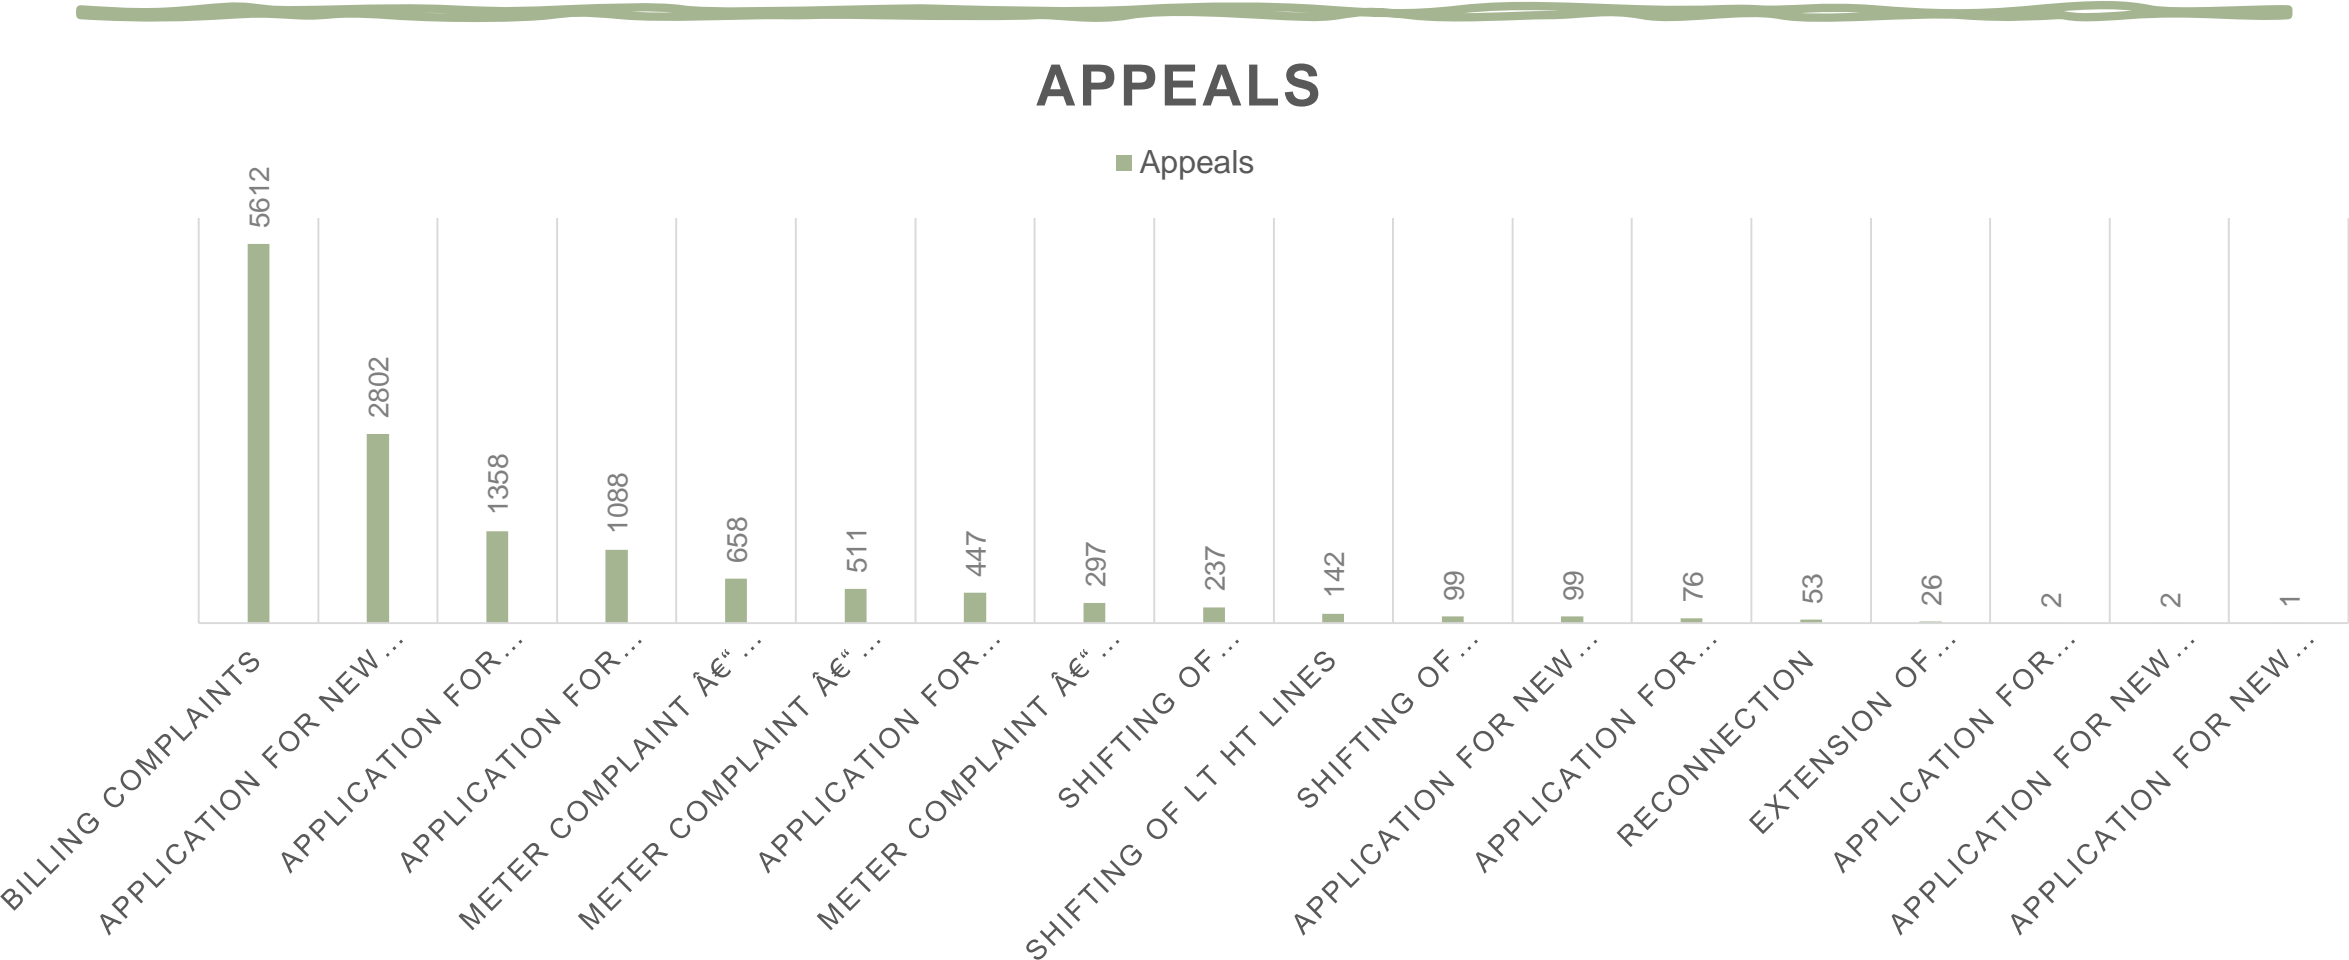 APPEALS
Appeals
5612
2802
1358
1088
658
511
447
297
237
142
99
99
76
53
26
2
2
1
BILLING COMPLAINTS
APPLICATION FOR NEW…
APPLICATION FOR…
APPLICATION FOR…
METER COMPLAINT Â€“…
METER COMPLAINT Â€“…
APPLICATION FOR…
METER COMPLAINT Â€“…
SHIFTING OF…
SHIFTING OF LT HT LINES
SHIFTING OF…
APPLICATION FOR NEW…
APPLICATION FOR…
RECONNECTION
EXTENSION OF…
APPLICATION FOR…
APPLICATION FOR NEW…
APPLICATION FOR NEW…